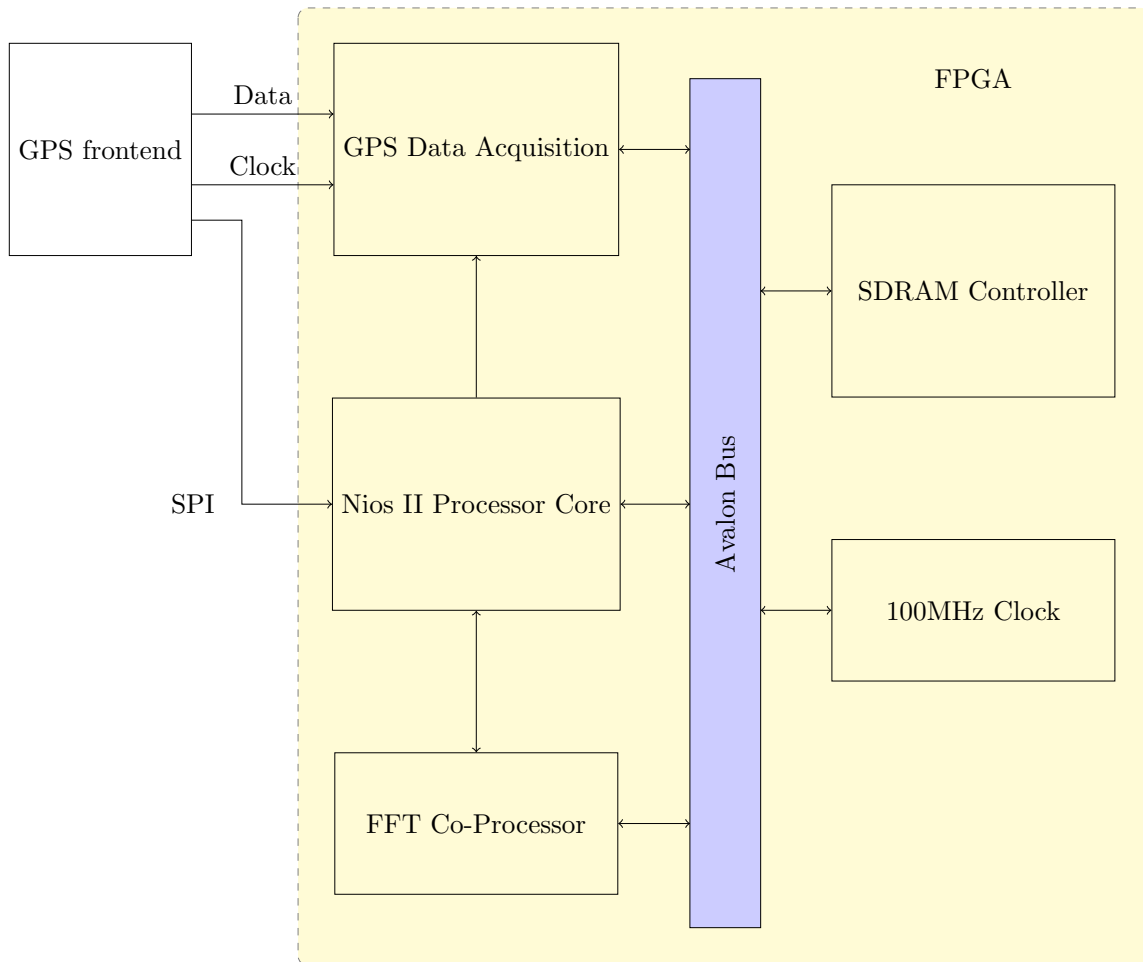 FPGA
Data
GPS frontend
GPS Data Acquisition
Clock
SDRAM Controller
SPI
Nios II Processor Core
Avalon Bus
100MHz Clock
FFT Co-Processor